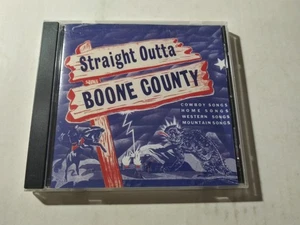 Straight Outta
BOONE COUNTY
COWBOY SONGS
HOME SONGS
WESTERN SONGS
MOUNTAIN SONGS